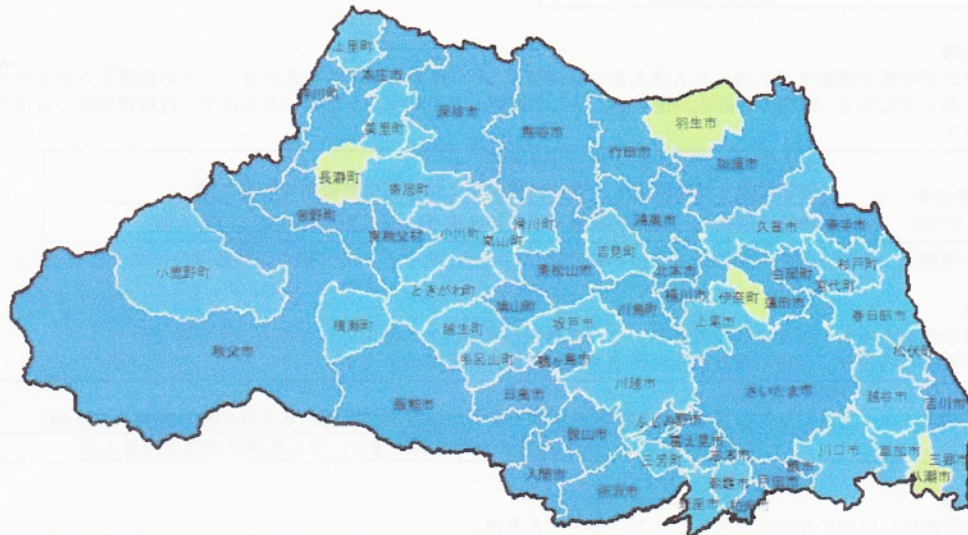 上里町
本庄市
神川町
美里町
深谷市
熊谷市
行田市
羽生市
加須市
長瀞町
寄居町
皆野町
東秩父村
小川町
嵐山町
滑川町
吉見町
鴻巣市
久喜市
幸手市
小鹿野町
ときがわ町
東松山市
北本市
桶川市
伊奈町
白岡町
蓮田市
宮代町
杉戸町
鳩山町
川島町
上尾市
春日部市
横瀬町
越生町
坂戸市
松伏町
秩父市
毛呂山町
鶴ヶ島市
川越市
さいたま市
越谷市
吉川市
飯能市
日高市
狭山市
ふじみ野市
富士見市
三芳町
志木市
川口市
草加市
三郷市
八潮市
入間市
所沢市
朝霞市
戸田市
蕨市
新座市
和光市